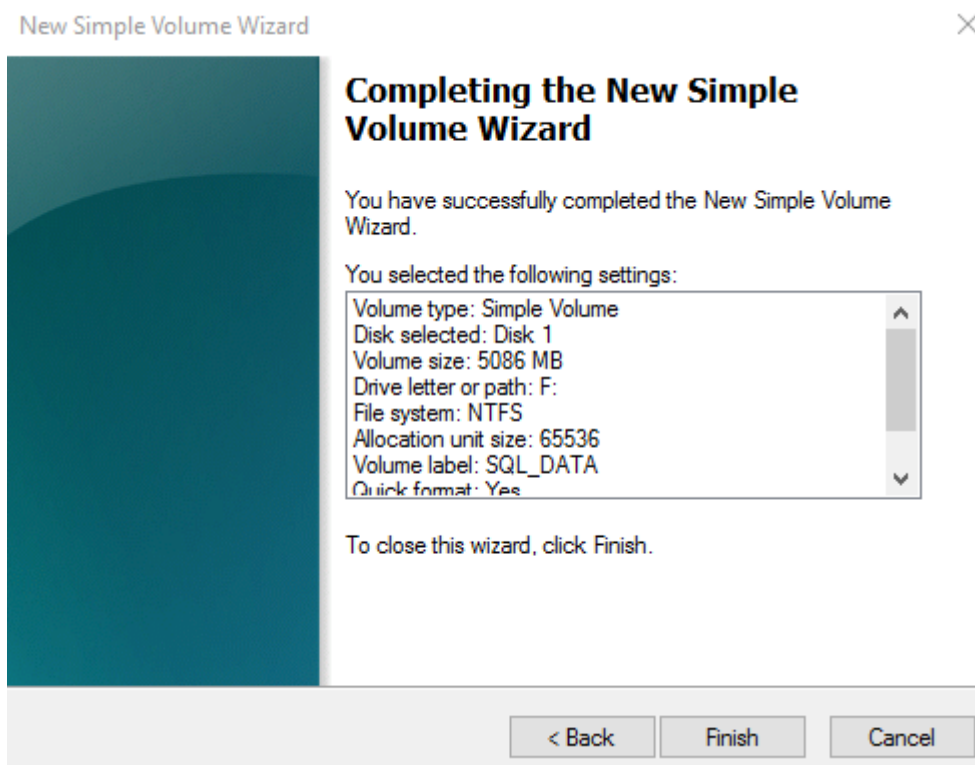 New Simple Volume Wizard
Completing the New Simple
Volume Wizard
You have successfully completed the New Simple Volume
Wizard.
You selected the following settings:
Volume type: Simple Volume
Disk selected: Disk 1
Volume size: 5086 MB
Drive letter or path: F:
File system: NTFS
Allocation unit size: 65536
Volume label: SQL_DATA
Quick format: Yes
To close this wizard, click Finish.
< Back
Finish
Cancel